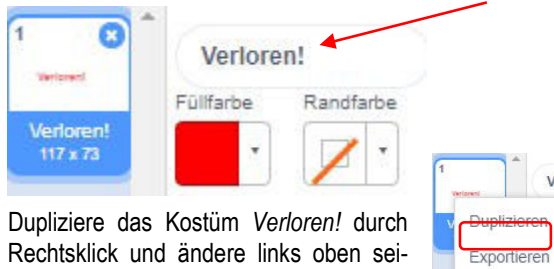 1
Verloren!
Verloren!
Verloren!
117 x 73
Füllfarbe Randfarbe
Dupliziere das Kostüm Verloren! durch
Rechtsklick und ändere links oben sei-
1
Verloren!
V
V
Duplizieren
Exportieren